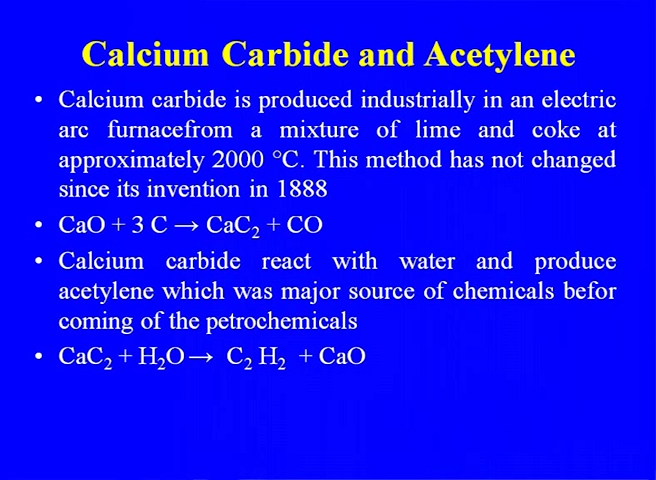 Calcium Carbide and Acetylene
• Calcium carbide is produced industrially in an electric
arc furnacefrom a mixture of lime and coke at
approximately 2000 °C. This method has not changed
since its invention in 1888
• CaO + 3 C → CaC₂ + CO
• Calcium carbide react with water and produce
acetylene which was major source of chemicals befor
coming of the petrochemicals
• CaC₂ + H₂O → C₂ H₂ + CaO